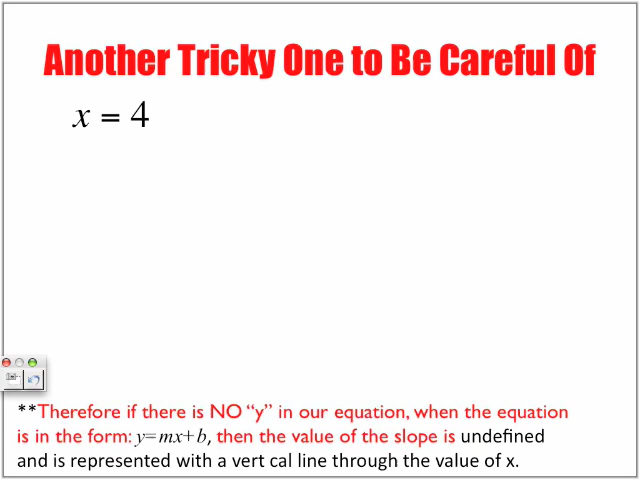 Another Tricky One to Be Careful Of
x = 4
**Therefore if there is NO “y” in our equation, when the equation
is in the form: y=mx+b, then the value of the slope is undefined
and is represented with a vert cal line through the value of x.